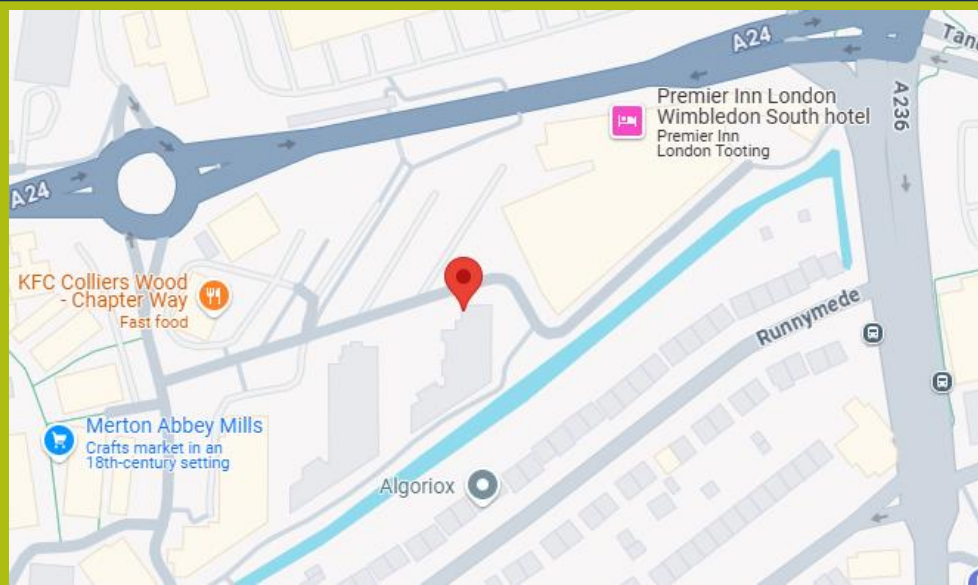 A24
Tan
A236
Premier Inn London
Wimbledon South hotel
Premier Inn
London Tooting
A24
KFC Colliers Wood
- Chapter Way
Fast food
Runnymede
Merton Abbey Mills
Crafts market in an
18th-century setting
Algoriox